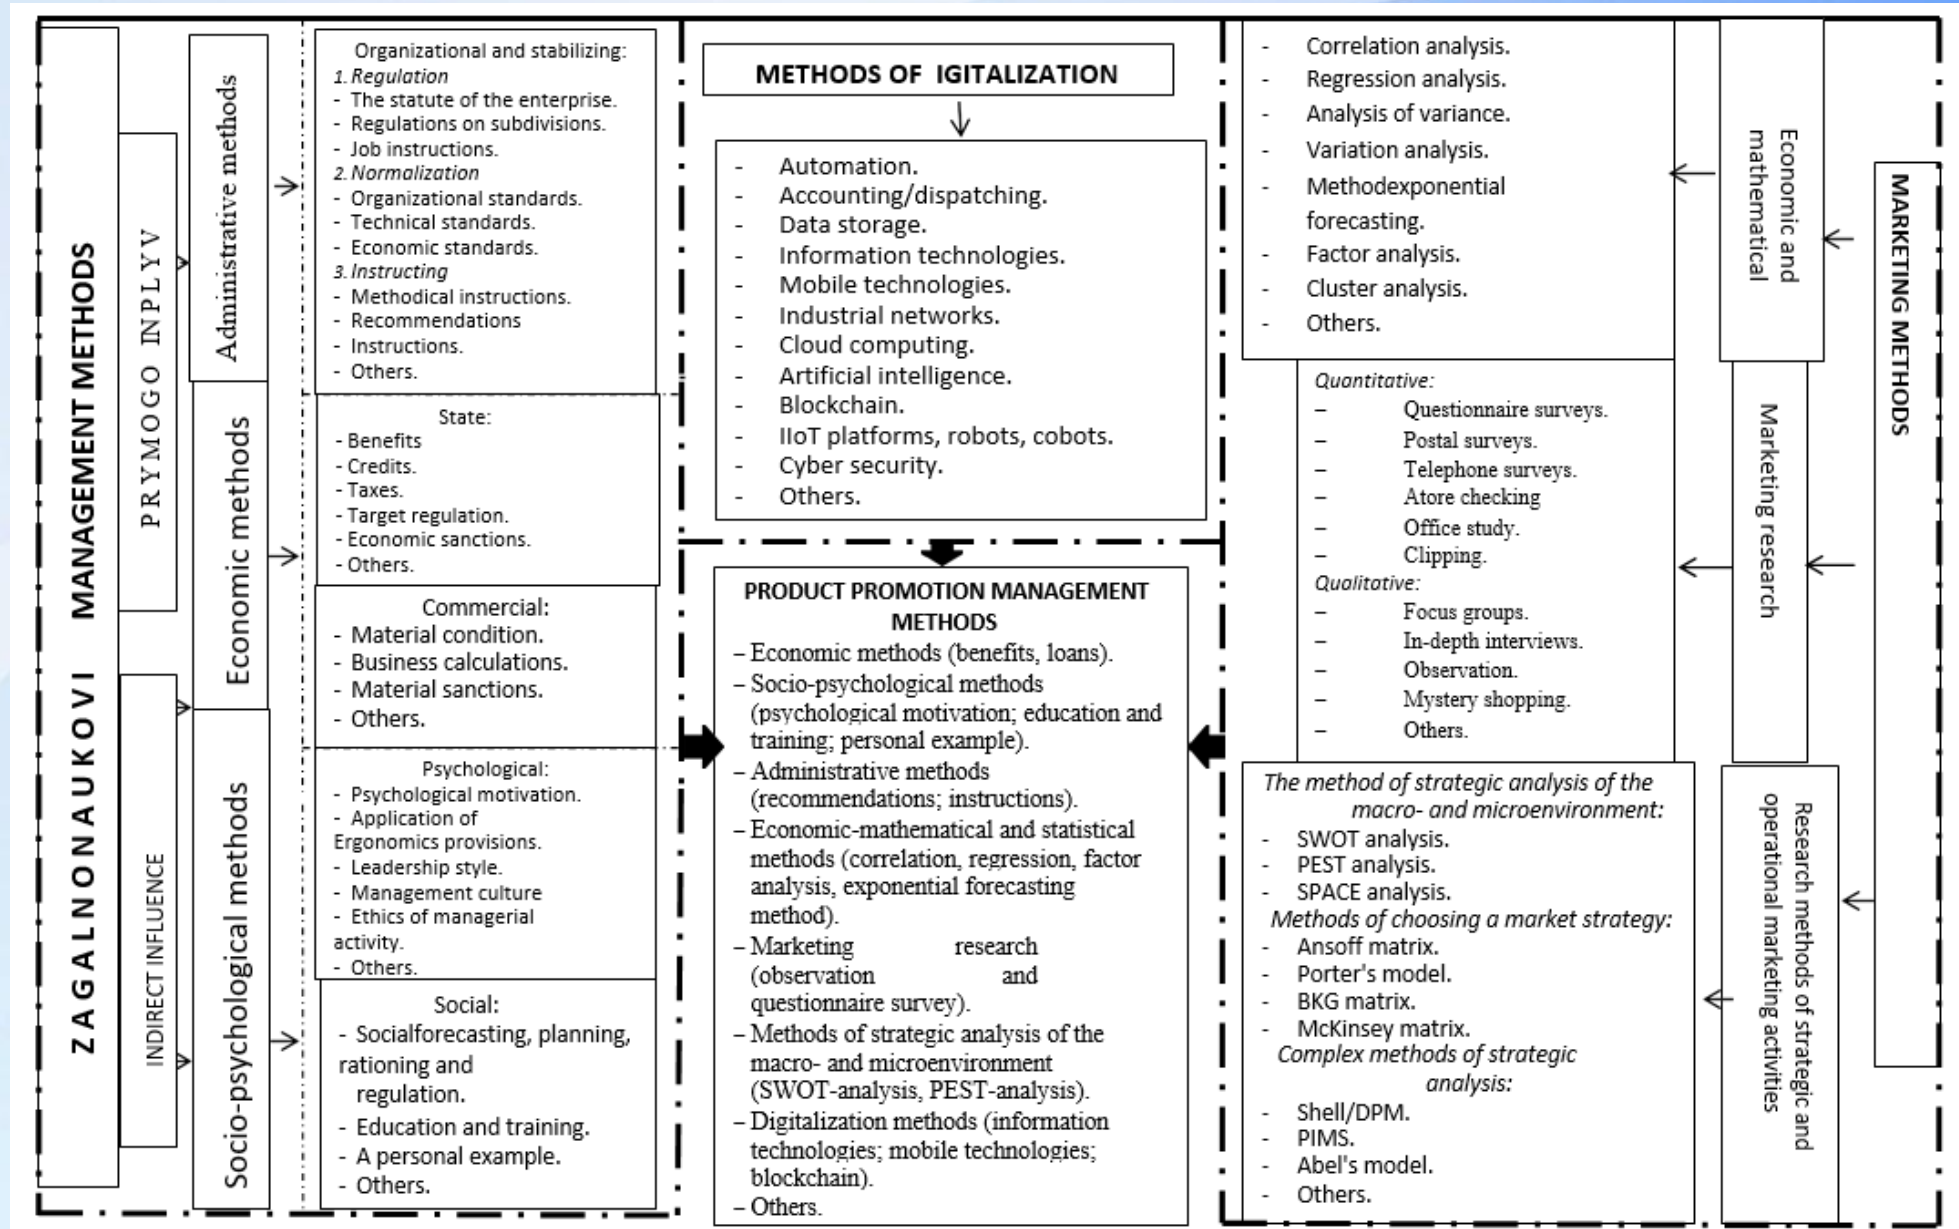 ZAGALNONAUKOVI MANAGEMENT METHODS
PRYMOGO INPLYV
INDIRECT INFLUENCE
Administrative methods
Economic methods
Socio-psychological methods
Organizational and stabilizing:
1. Regulation
- The statute of the enterprise.
- Regulations on subdivisions.
- Job instructions.
2. Normalization
- Organizational standards.
- Technical standards.
- Economic standards.
3. Instructing
- Methodical instructions.
- Recommendations
- Instructions.
- Others.
State:
- Benefits
- Credits.
- Taxes.
- Target regulation.
- Economic sanctions.
- Others.
Commercial:
- Material condition.
- Business calculations.
- Material sanctions.
- Others.
Psychological:
- Psychological motivation.
- Application of
Ergonomics provisions.
- Leadership style.
- Management culture
- Ethics of managerial
activity.
- Others.
Social:
- Socialforecasting, planning,
rationing and
regulation.
- Education and training.
- A personal example.
- Others.
METHODS OF IGITALIZATION
- Automation.
- Accounting/dispatching.
- Data storage.
- Information technologies.
- Mobile technologies.
- Industrial networks.
- Cloud computing.
- Artificial intelligence.
- Blockchain.
- IIoT platforms, robots, cobots.
- Cyber security.
- Others.
PRODUCT PROMOTION MANAGEMENT
METHODS
– Economic methods (benefits, loans).
– Socio-psychological methods
(psychological motivation; education and
training; personal example).
– Administrative methods
(recommendations; instructions).
– Economic-mathematical and statistical
methods (correlation, regression, factor
analysis, exponential forecasting
method).
– Marketing research
(observation and
questionnaire survey).
– Methods of strategic analysis of the
macro- and microenvironment
(SWOT-analysis, PEST-analysis).
– Digitalization methods (information
technologies; mobile technologies;
blockchain).
– Others.
- Correlation analysis.
- Regression analysis.
- Analysis of variance.
- Variation analysis.
- Methodexponential
forecasting.
- Factor analysis.
- Cluster analysis.
- Others.
Quantitative:
– Questionnaire surveys.
– Postal surveys.
– Telephone surveys.
– Atore checking
– Office study.
– Clipping.
Qualitative:
– Focus groups.
– In-depth interviews.
– Observation.
– Mystery shopping.
– Others.
The method of strategic analysis of the
macro- and microenvironment:
- SWOT analysis.
- PEST analysis.
- SPACE analysis.
Methods of choosing a market strategy:
- Ansoff matrix.
- Porter's model.
- BKG matrix.
- McKinsey matrix.
Complex methods of strategic
analysis:
- Shell/DPM.
- PIMS.
- Abel's model.
- Others.
Economic and
mathematical
Marketing research
Research methods of strategic and
operational marketing activities
MARKETING METHODS